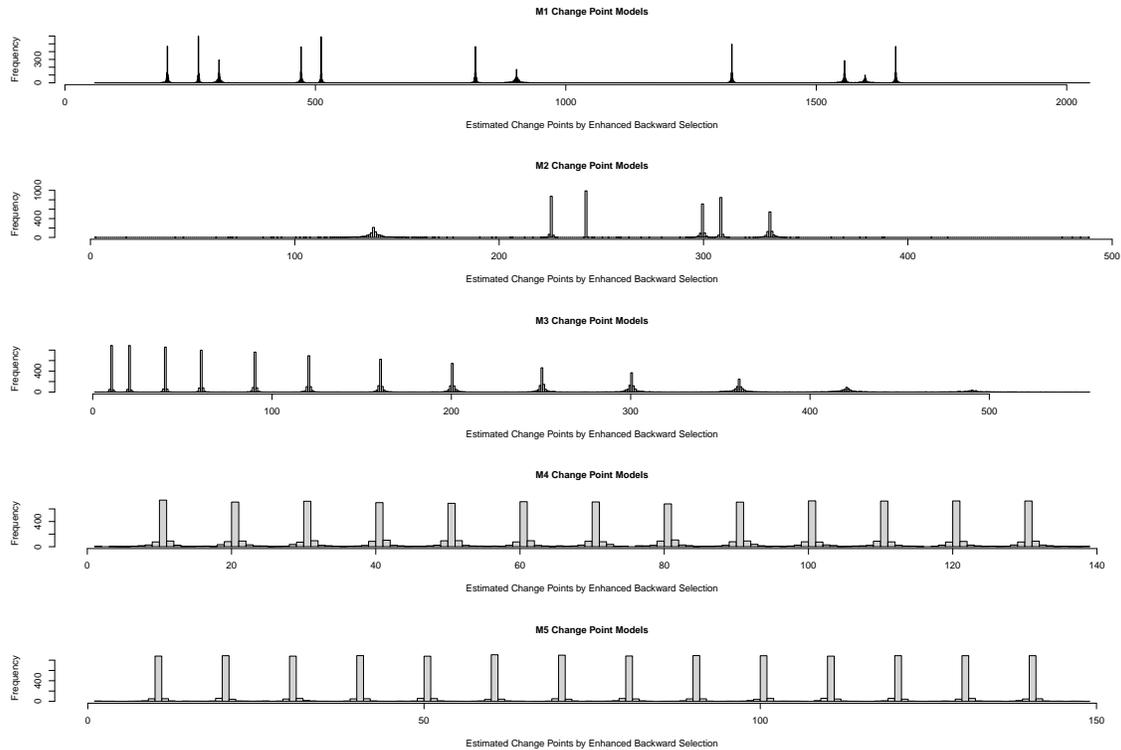 M1 Change Point Models
Frequency
0 300
0 500 1000 1500 2000
Estimated Change Points by Enhanced Backward Selection
M2 Change Point Models
Frequency
0 400 1000
0 100 200 300 400 500
Estimated Change Points by Enhanced Backward Selection
M3 Change Point Models
Frequency
0 400
0 100 200 300 400 500
Estimated Change Points by Enhanced Backward Selection
M4 Change Point Models
Frequency
0 400
0 20 40 60 80 100 120 140
Estimated Change Points by Enhanced Backward Selection
M5 Change Point Models
Frequency
0 400
0 50 100 150
Estimated Change Points by Enhanced Backward Selection